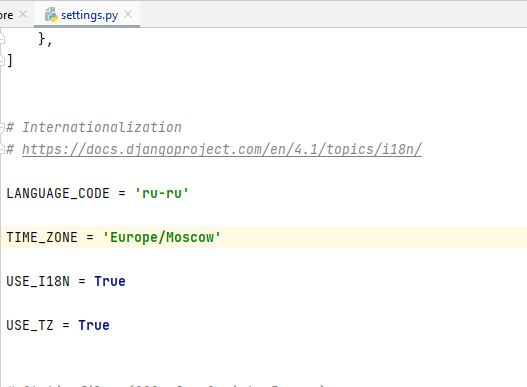 ore
settings.py
},
]
# Internationalization
# https://docs.djangoproject.com/en/4.1/topics/i18n/
LANGUAGE_CODE = 'ru-ru'
TIME_ZONE = 'Europe/Moscow'
USE_I18N = True
USE_TZ = True